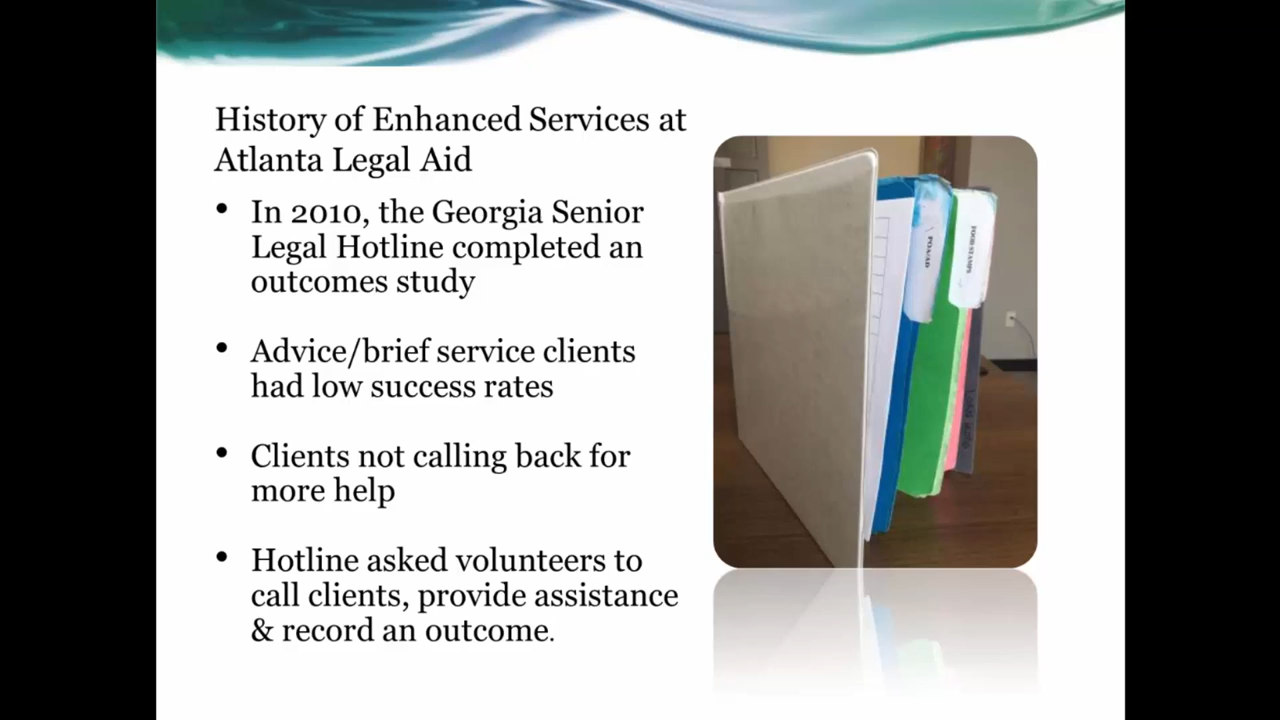 History of Enhanced Services at
Atlanta Legal Aid
• In 2010, the Georgia Senior
Legal Hotline completed an
outcomes study
• Advice/brief service clients
had low success rates
• Clients not calling back for
more help
• Hotline asked volunteers to
call clients, provide assistance
& record an outcome.
FOOD STAMPS